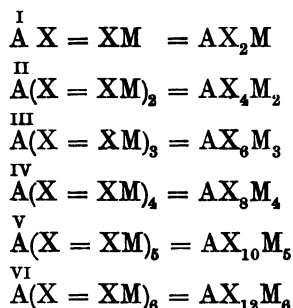 I
A X = XM = AX₂M
II
A(X = XM)₂ = AX₄M₂
III
A(X = XM)₃ = AX₆M₃
IV
A(X = XM)₄ = AX₈M₄
V
A(X = XM)₅ = AX₁₀M₅
VI
A(X = XM)₆ = AX₁₂M₆